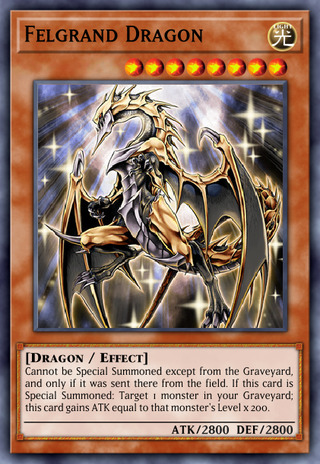 Felgrand Dragon
LIGHT
光
[Dragon / Effect]
Cannot be Special Summoned except from the Graveyard,
and only if it was sent there from the field. If this card is
Special Summoned: Target 1 monster in your Graveyard;
this card gains ATK equal to that monster's Level x 200.
ATK/2800 DEF/2800